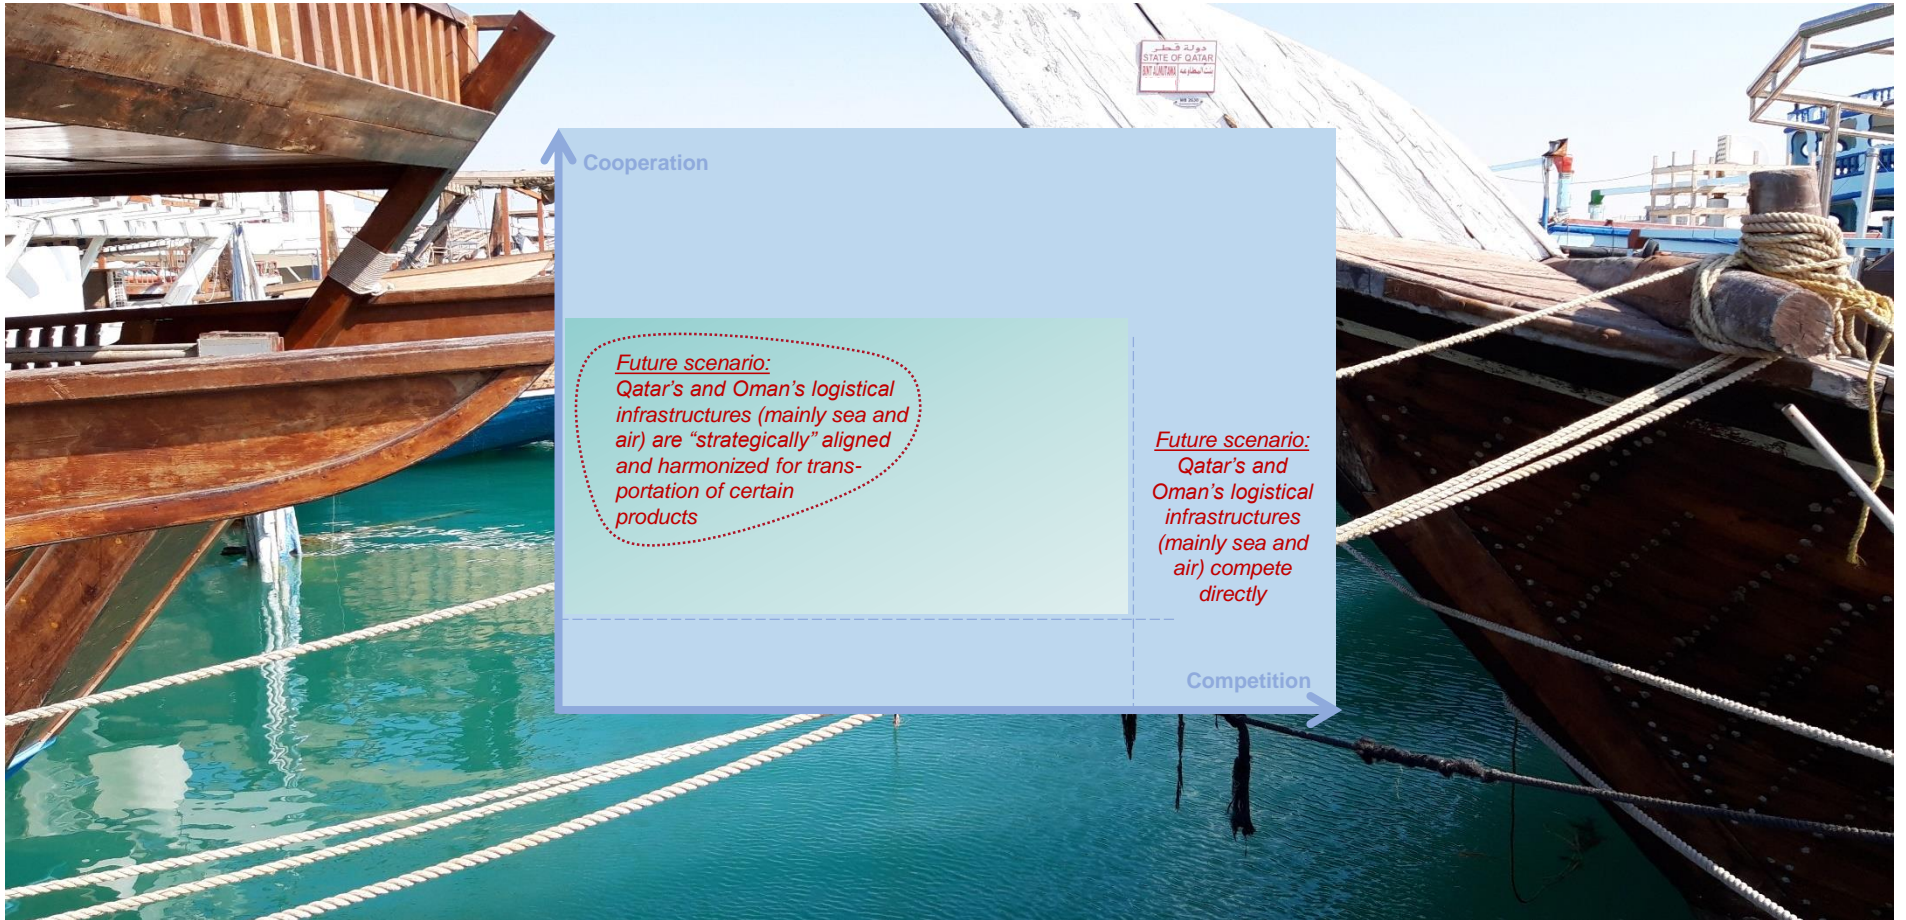 دولة قطر
STATE OF QATAR
Cooperation
Future scenario:
Qatar’s and Oman’s logistical
infrastructures (mainly sea and
air) are “strategically” aligned
and harmonized for trans-
portation of certain
products
Future scenario:
Qatar’s and
Oman’s logistical
infrastructures
(mainly sea and
air) compete
directly
Competition